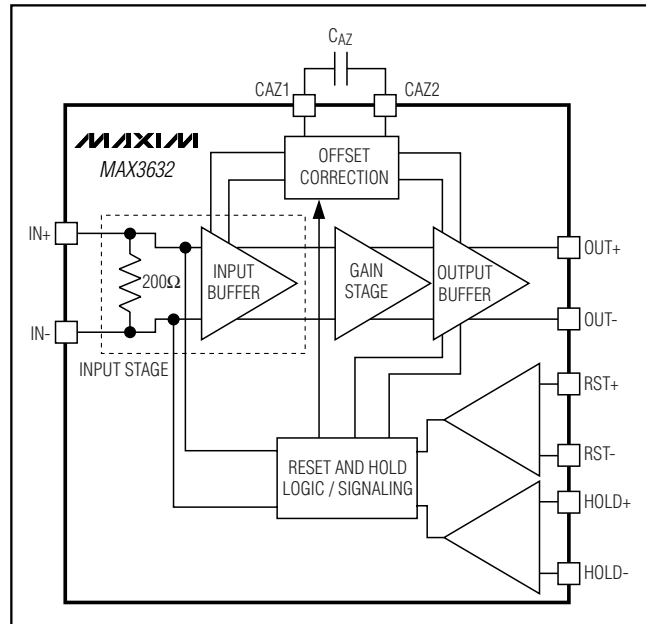 C_AZ
CAZ1
CAZ2
MAXIM
MAX3632
OFFSET
CORRECTION
IN+
OUT+
200Ω
INPUT
BUFFER
GAIN
STAGE
OUTPUT
BUFFER
IN-
OUT-
INPUT STAGE
RST+
RESET AND HOLD
LOGIC / SIGNALING
RST-
HOLD+
HOLD-